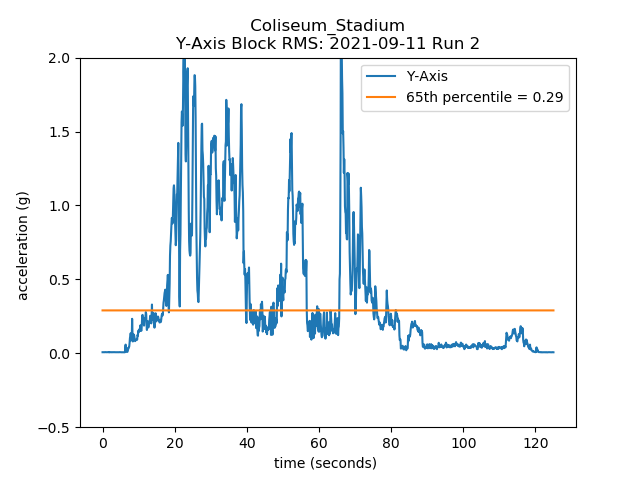 Coliseum_Stadium
Y-Axis Block RMS: 2021-09-11 Run 2
Y-Axis
65th percentile = 0.29
acceleration (g)
2.0
1.5
1.0
0.5
0.0
−0.5
0 20 40 60 80 100 120
time (seconds)